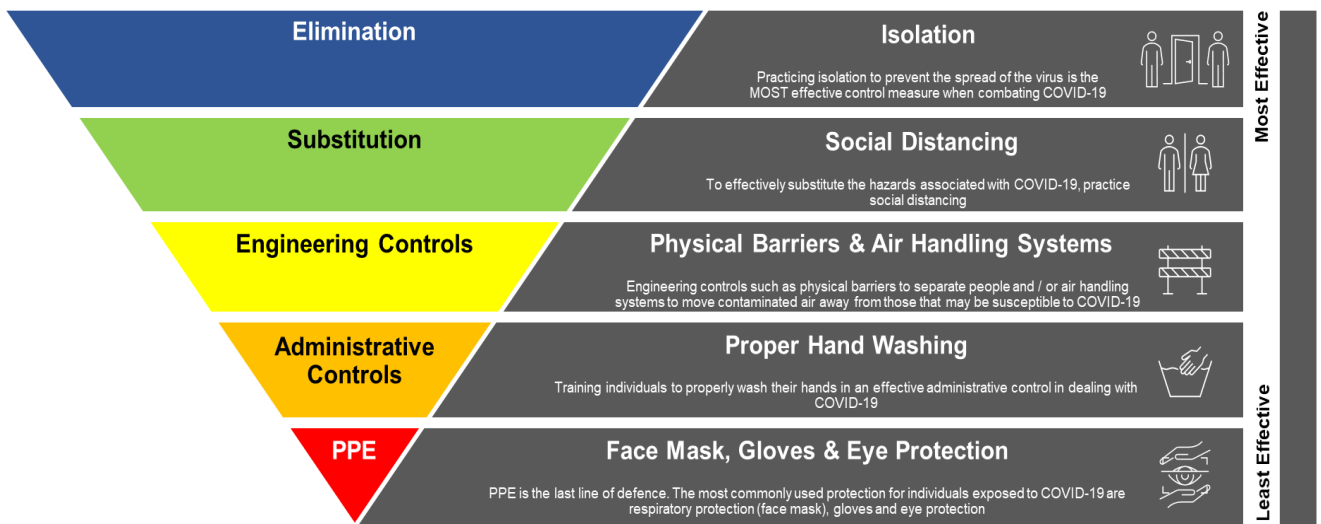 Elimination
Isolation
Practicing isolation to prevent the spread of the virus is the
MOST effective control measure when combating COVID-19
Substitution
Social Distancing
To effectively substitute the hazards associated with COVID-19, practice
social distancing
Engineering Controls
Physical Barriers & Air Handling Systems
Engineering controls such as physical barriers to separate people and / or air handling
systems to move contaminated air away from those that may be susceptible to COVID-19
Administrative
Controls
Proper Hand Washing
Training individuals to properly wash their hands in an effective administrative control in dealing with
COVID-19
PPE
Face Mask, Gloves & Eye Protection
PPE is the last line of defence. The most commonly used protection for individuals exposed to COVID-19 are
respiratory protection (face mask), gloves and eye protection
Most Effective
Least Effective